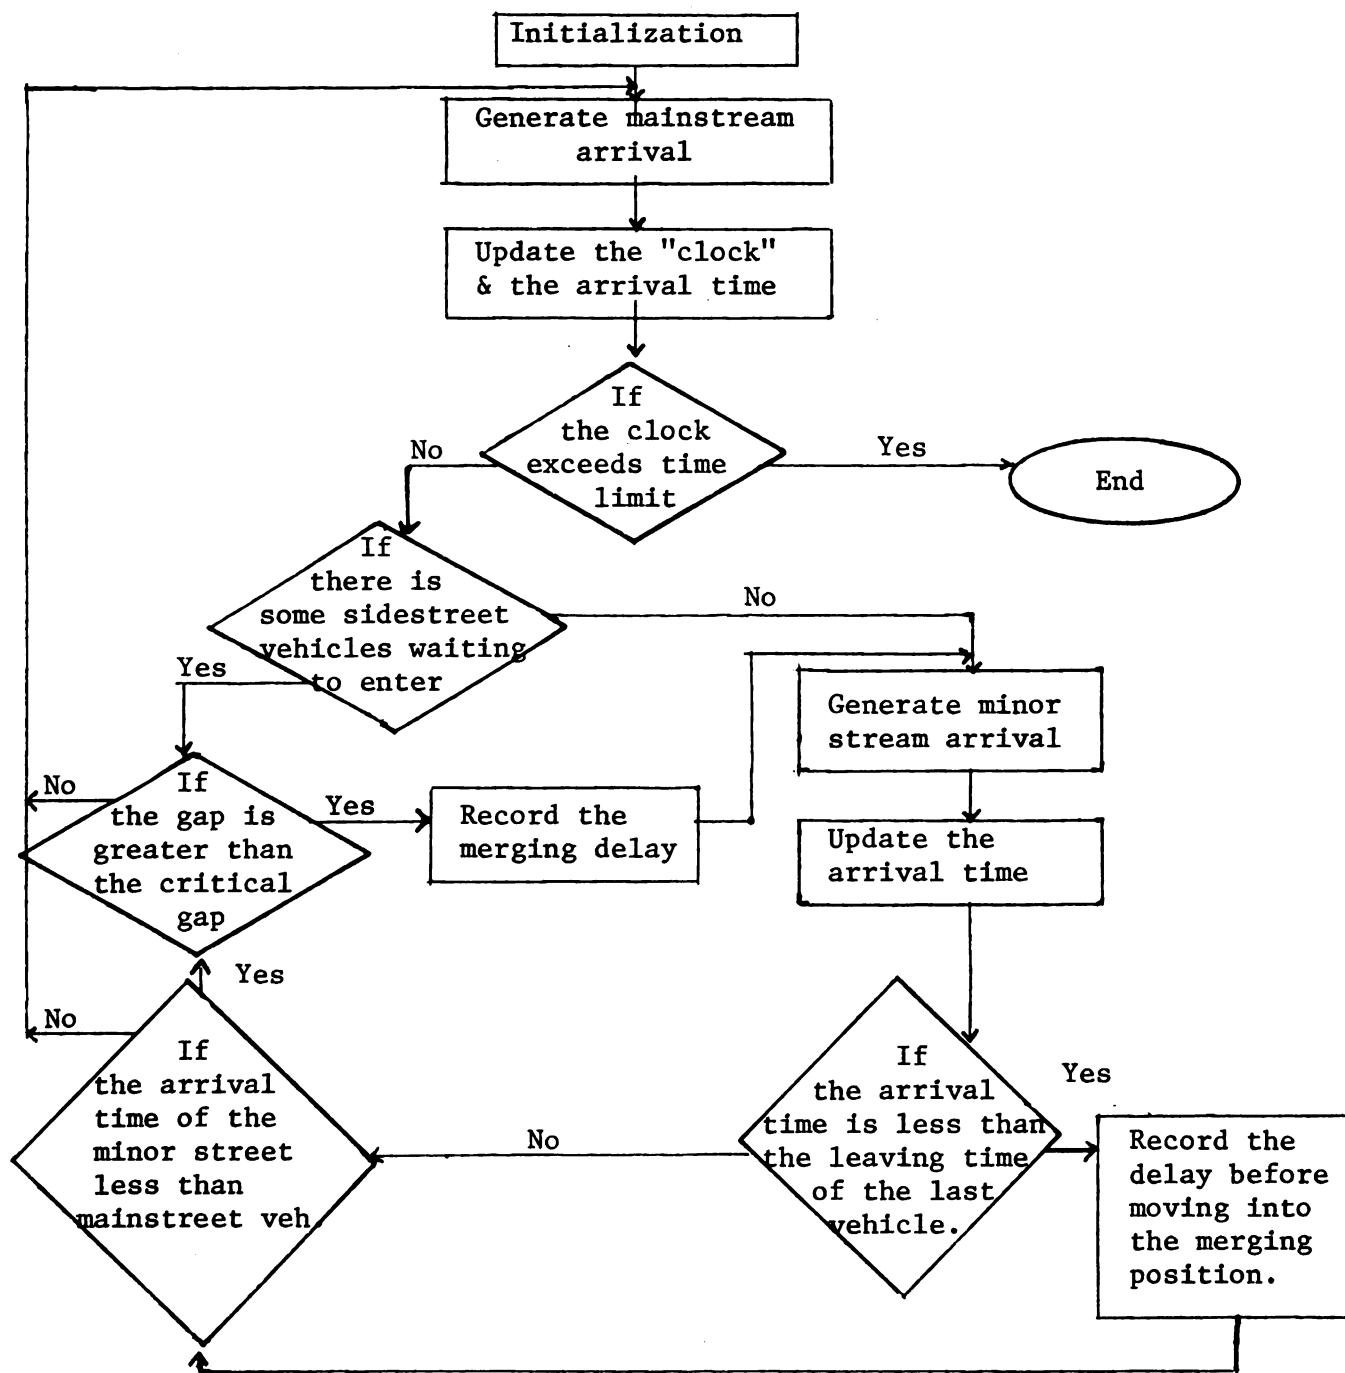 Initialization
Generate mainstream
arrival
Update the "clock"
& the arrival time
If
the clock
exceeds time
limit
No
Yes
End
If
there is
some sidestreet
vehicles waiting
to enter
No
Yes
Generate minor
stream arrival
No
If
the gap is
greater than
the critical
gap
Yes
Record the
merging delay
Update the
arrival time
Yes
No
If
the arrival
time of the
minor street
less than
mainstreet veh.
No
If
the arrival
time is less than
the leaving time
of the last
vehicle.
Yes
Record the
delay before
moving into
the merging
position.